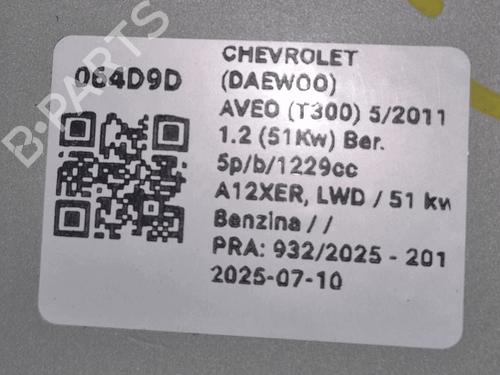 B-PARTS
064D9D
CHEVROLET
(DAEWOO)
AVEO (T300) 5/2011
1.2 (51Kw) Ber.
5p/b/1229cc
A12XER, LWD / 51 kw
Benzina / /
PRA: 932/2025 - 201
2025-07-10